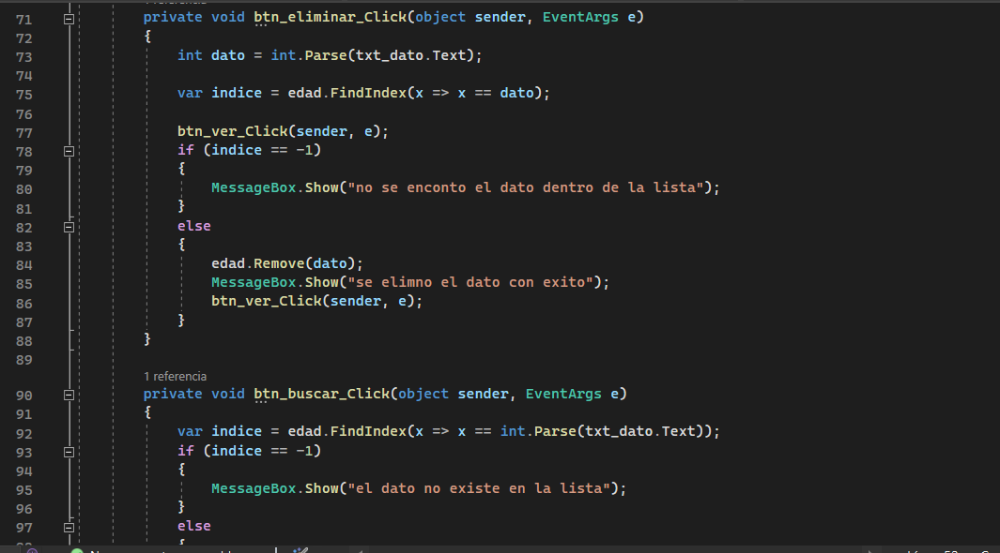 71 private void btn_eliminar_Click(object sender, EventArgs e)
72 {
73 int dato = int.Parse(txt_dato.Text);
74
75 var indice = edad.FindIndex(x => x == dato);
76
77 btn_ver_Click(sender, e);
78 if (indice == -1)
79 {
80 MessageBox.Show("no se enconto el dato dentro de la lista");
81 }
82 else
83 {
84 edad.Remove(dato);
85 MessageBox.Show("se elimno el dato con exito");
86 btn_ver_Click(sender, e);
87 }
88 }
89
1 referencia
90 private void btn_buscar_Click(object sender, EventArgs e)
91 {
92 var indice = edad.FindIndex(x => x == int.Parse(txt_dato.Text));
93 if (indice == -1)
94 {
95 MessageBox.Show("el dato no existe en la lista");
96 }
97 else
{